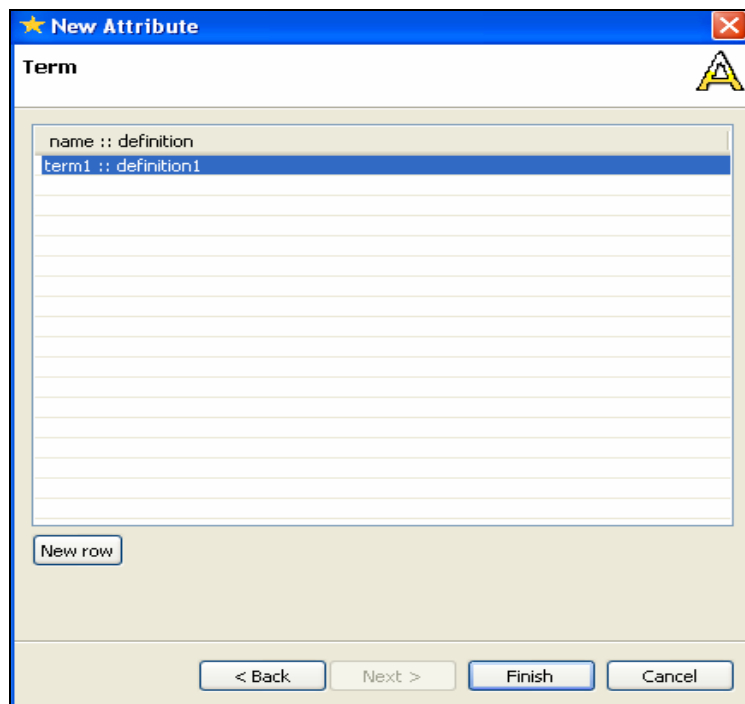 New Attribute
Term
name :: definition
term1 :: definition1
New row
< Back Next > Finish Cancel